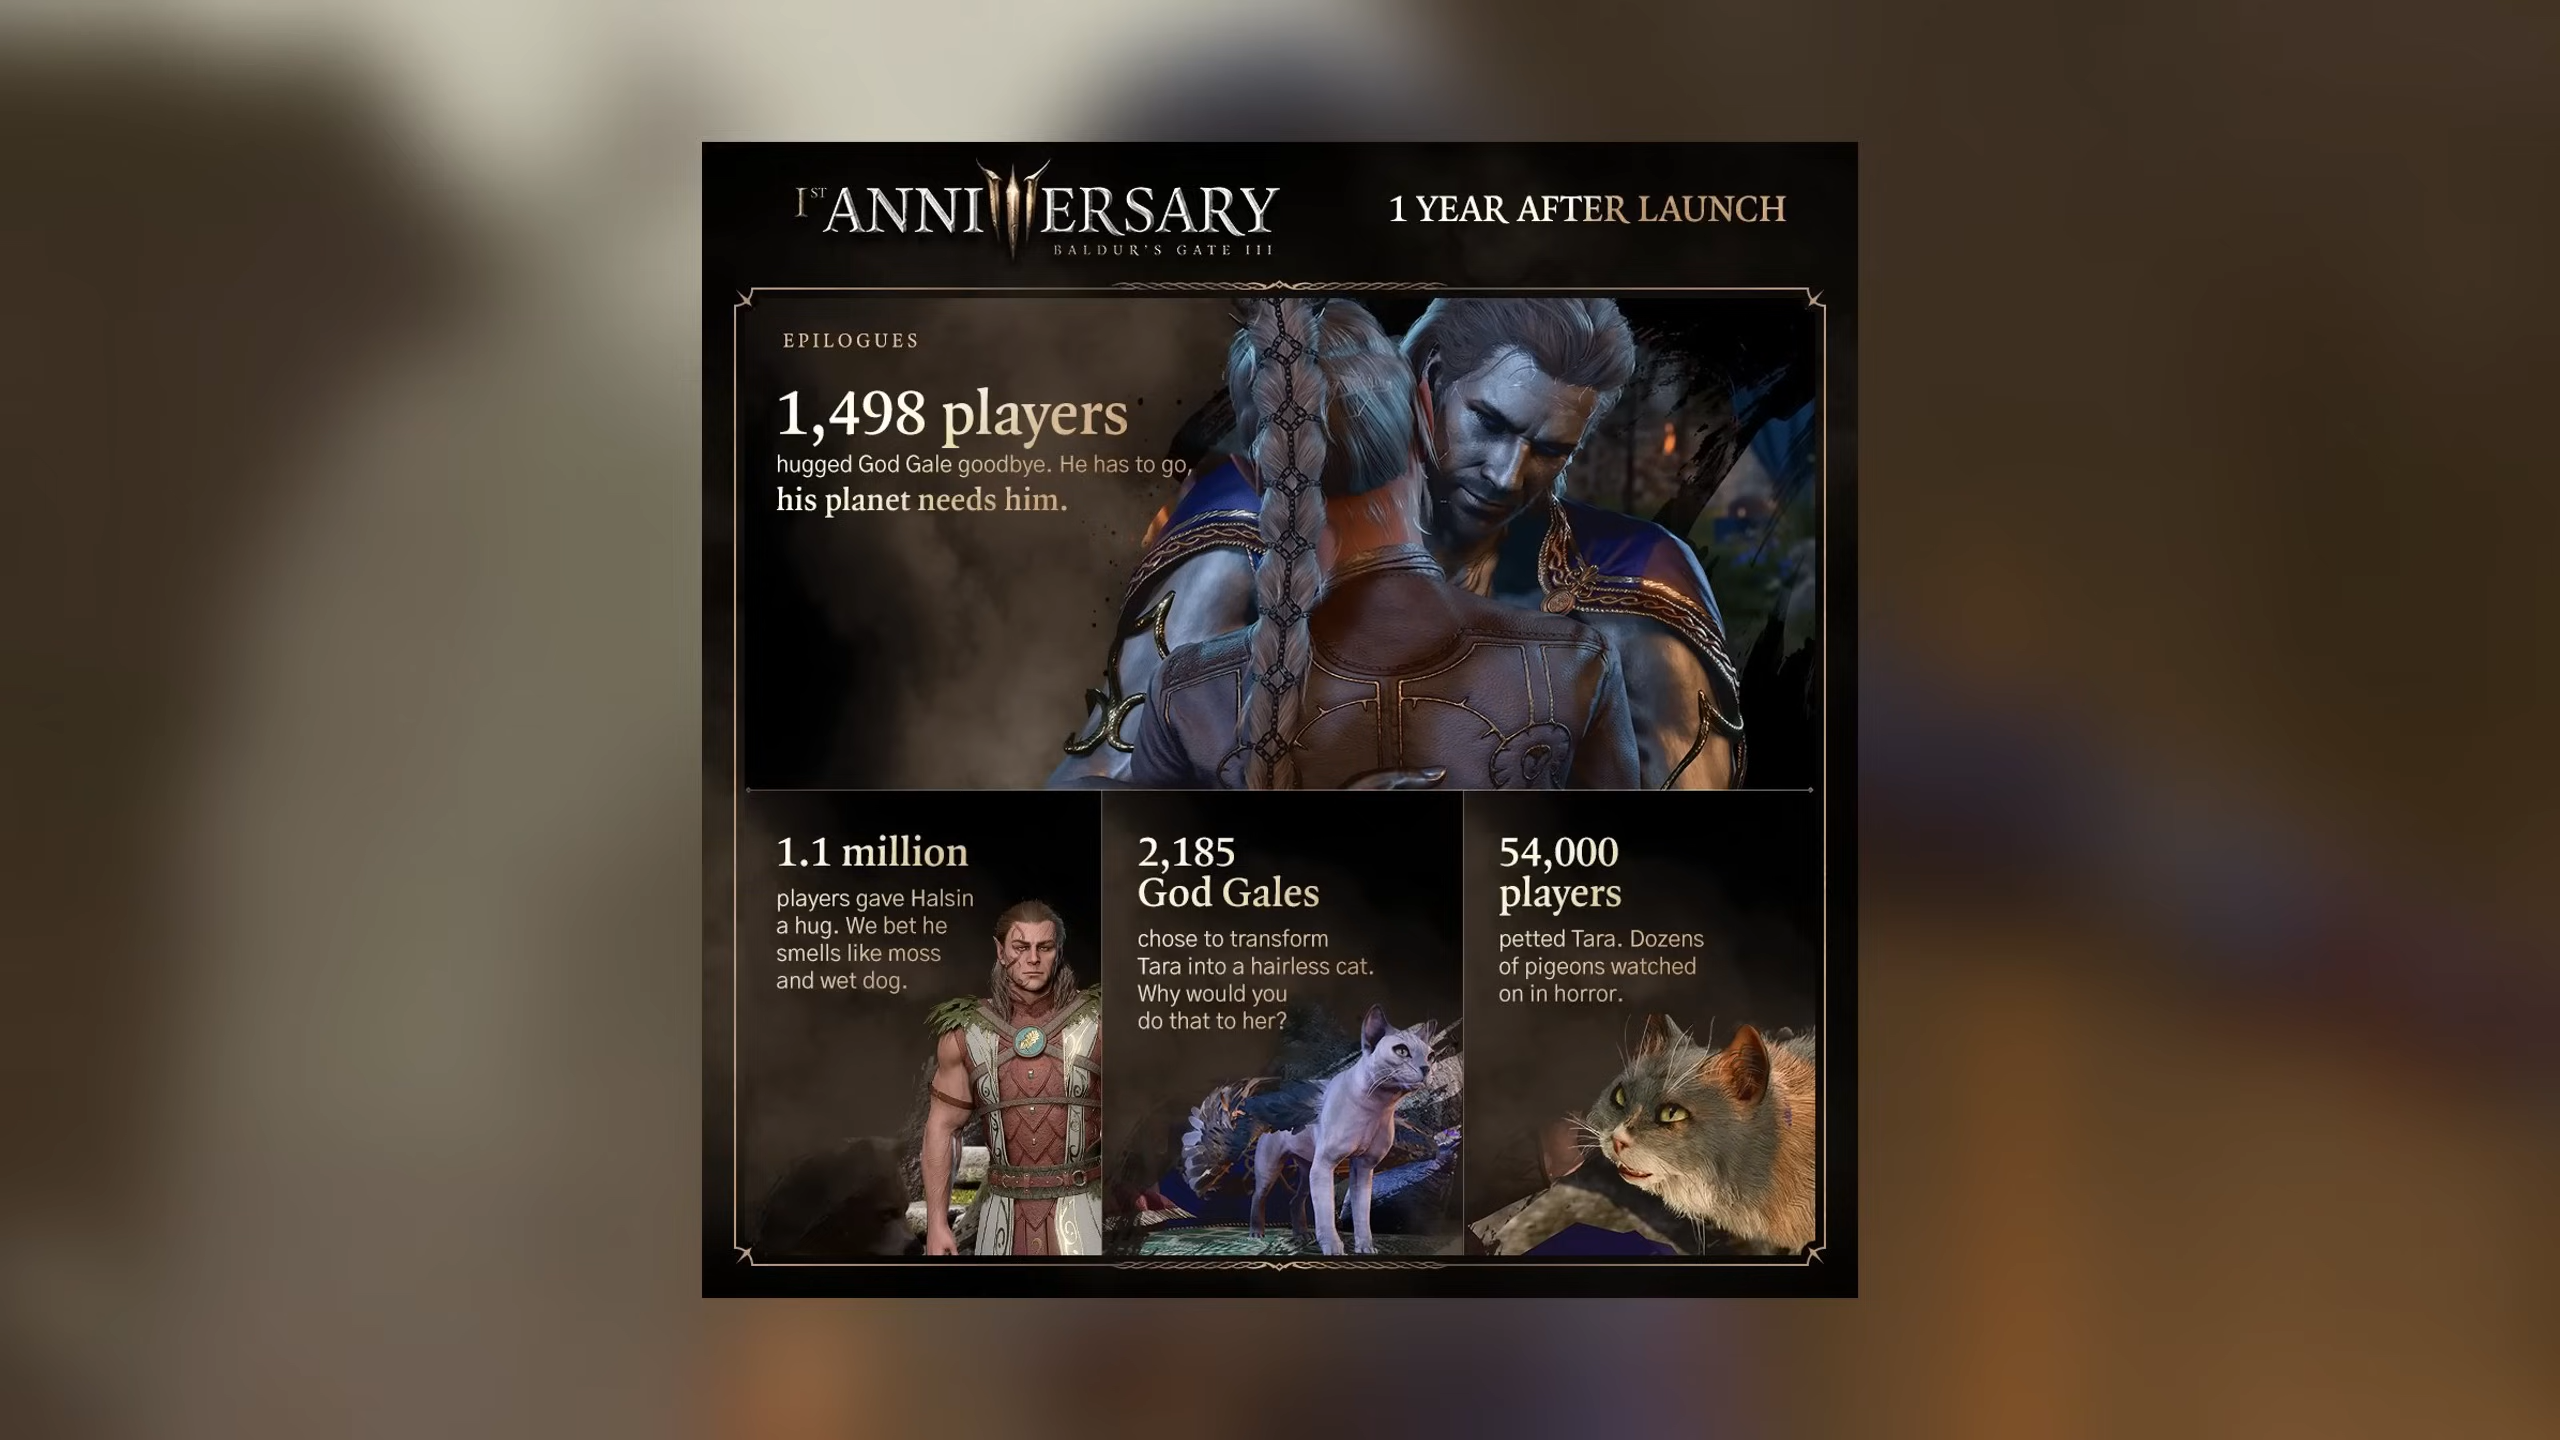 1ST ANNIVERSARY
BALDUR'S GATE III
1 YEAR AFTER LAUNCH
EPILOGUES
1,498 players
hugged God Gale goodbye. He has to go,
his planet needs him.
1.1 million
players gave Halsin
a hug. We bet he
smells like moss
and wet dog.
2,185
God Gales
chose to transform
Tara into a hairless cat.
Why would you
do that to her?
54,000
players
petted Tara. Dozens
of pigeons watched
on in horror.